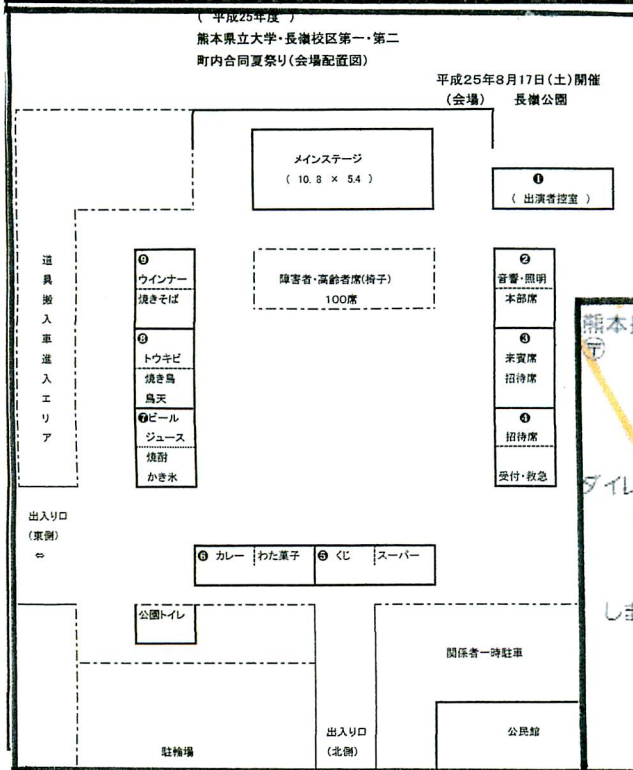 ( 平成25年度 )
熊本県立大学・長嶺校区第一・第二
町内合同夏祭り(会場配置図)
平成25年8月17日(土)開催
(会場) 長嶺公園
メインステージ
( 10.8 × 5.4 )
❶
( 出演者控室 )
道具搬入車進入エリア
❾
ウインナー
焼きそば
障害者・高齢者席(椅子)
100席
❷
音響・照明
本部席
❽
トウキビ
焼き鳥
鳥天
❸
来賓席
招待席
❼ビール
ジュース
焼酎
かき氷
❹
招待席
受付・救急
出入り口
(東側)
⇔
❻ カレー わた菓子 ❺ くじ スーパー
公園トイレ
関係者一時駐車
駐輪場
出入り口
(北側)
公民館
熊本
〒
ダイ
しま